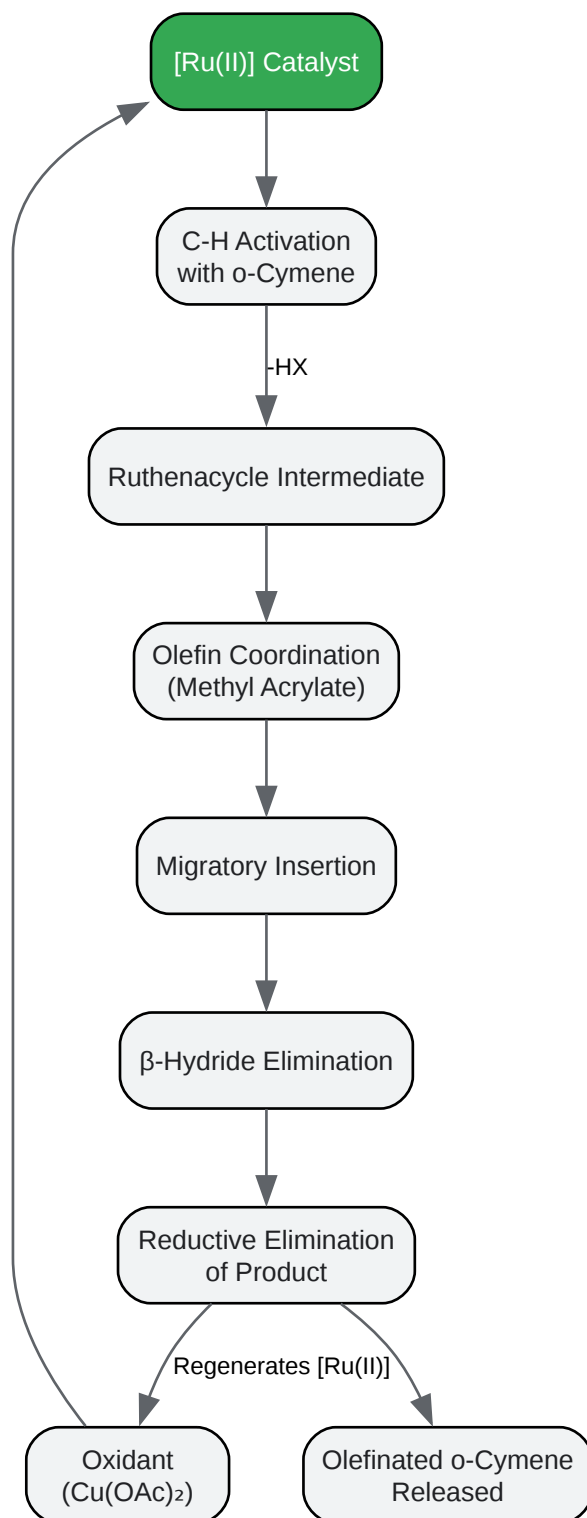 [Ru(II)] Catalyst
C-H Activation
with o-Cymene
-HX
Ruthenacycle Intermediate
Olefin Coordination
(Methyl Acrylate)
Migratory Insertion
β-Hydride Elimination
Reductive Elimination
of Product
Regenerates [Ru(II)]
Oxidant
(Cu(OAc)₂)
Olefinated o-Cymene
Released